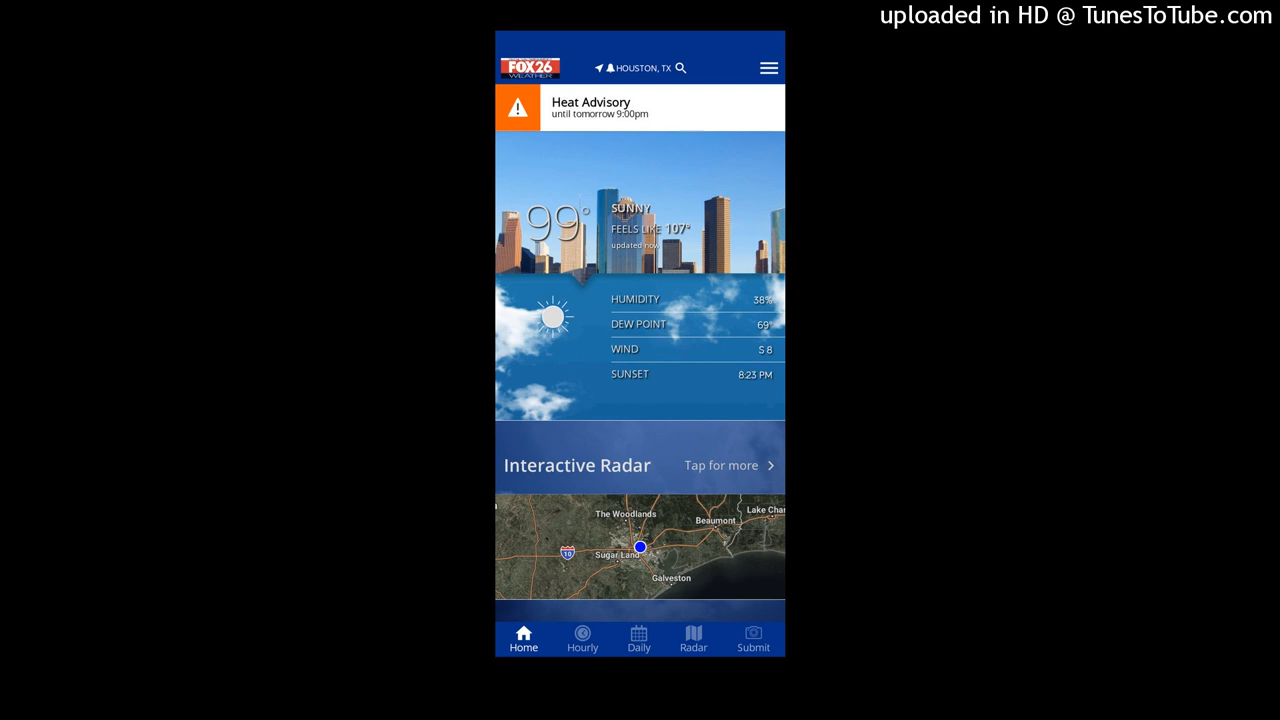 uploaded in HD @ TunesToTube.com
FOX 26
WEATHER
HOUSTON, TX
Heat Advisory
until tomorrow 9:00pm
99°
SUNNY
FEELS LIKE 107°
updated now
HUMIDITY 38%
DEW POINT 69°
WIND S 8
SUNSET 8:23 PM
Interactive Radar Tap for more
The Woodlands
Beaumont
Lake Char
10
Sugar Land
Galveston
Home Hourly Daily Radar Submit